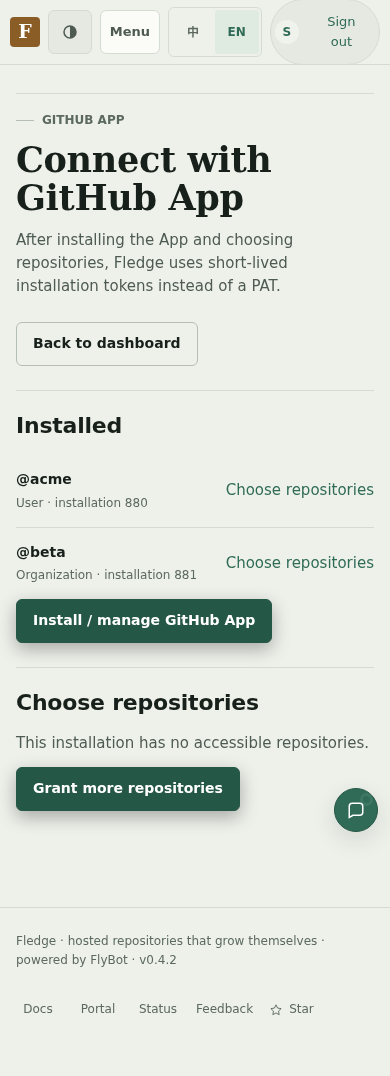 F
Menu
中
EN
S
Sign
out
GITHUB APP
Connect with
GitHub App
After installing the App and choosing
repositories, Fledge uses short-lived
installation tokens instead of a PAT.
Back to dashboard
Installed
@acme
User · installation 880
Choose repositories
@beta
Organization · installation 881
Choose repositories
Install / manage GitHub App
Choose repositories
This installation has no accessible repositories.
Grant more repositories
Fledge · hosted repositories that grow themselves ·
powered by FlyBot · v0.4.2
Docs Portal Status Feedback Star